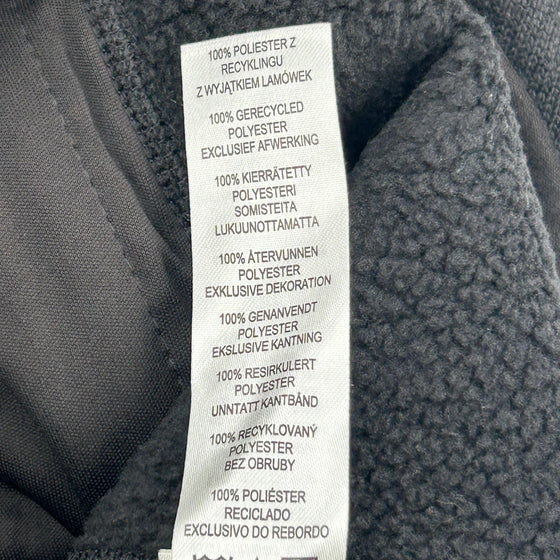 100% POLIESTER Z
RECYKLINGU
Z WYJĄTKIEM LAMÓWEK
100% GERECYCLED
POLYESTER
EXCLUSIEF AFWERKING
100% KIERRÄTETTY
POLYESTERI
SOMISTEITA
LUKUUNOTTAMATTA
100% ÅTERVUNNEN
POLYESTER
EXKLUSIVE DEKORATION
100% GENANVENDT
POLYESTER
EKSLUSIVE KANTNING
100% RESIRKULERT
POLYESTER
UNNTATT KANTBÅND
100% RECYKLOVANÝ
POLYESTER
BEZ OBRUBY
100% POLIÉSTER
RECICLADO
EXCLUSIVO DO REBORDO